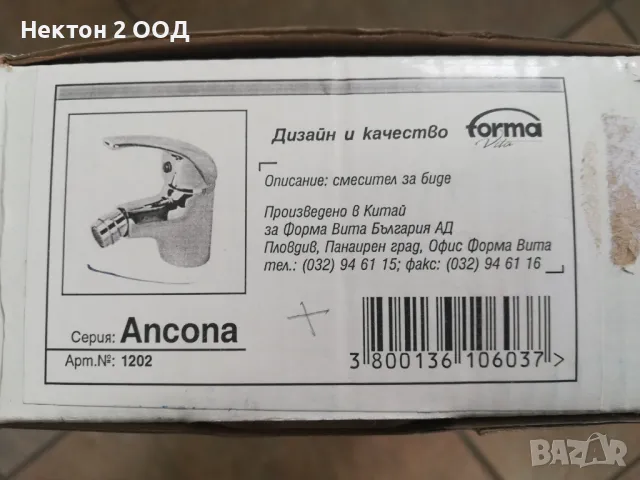 Нектон 2 ООД
Дизайн и качество
forma
Vita
Описание: смесител за биде
Произведено в Китай
за Форма Вита България АД
Пловдив, Панаирен град, Офис Форма Вита
тел.: (032) 94 61 15; факс: (032) 94 61 16
Серия: Ancona
Арт.№: 1202
3 800136 106037 >
BAZAR